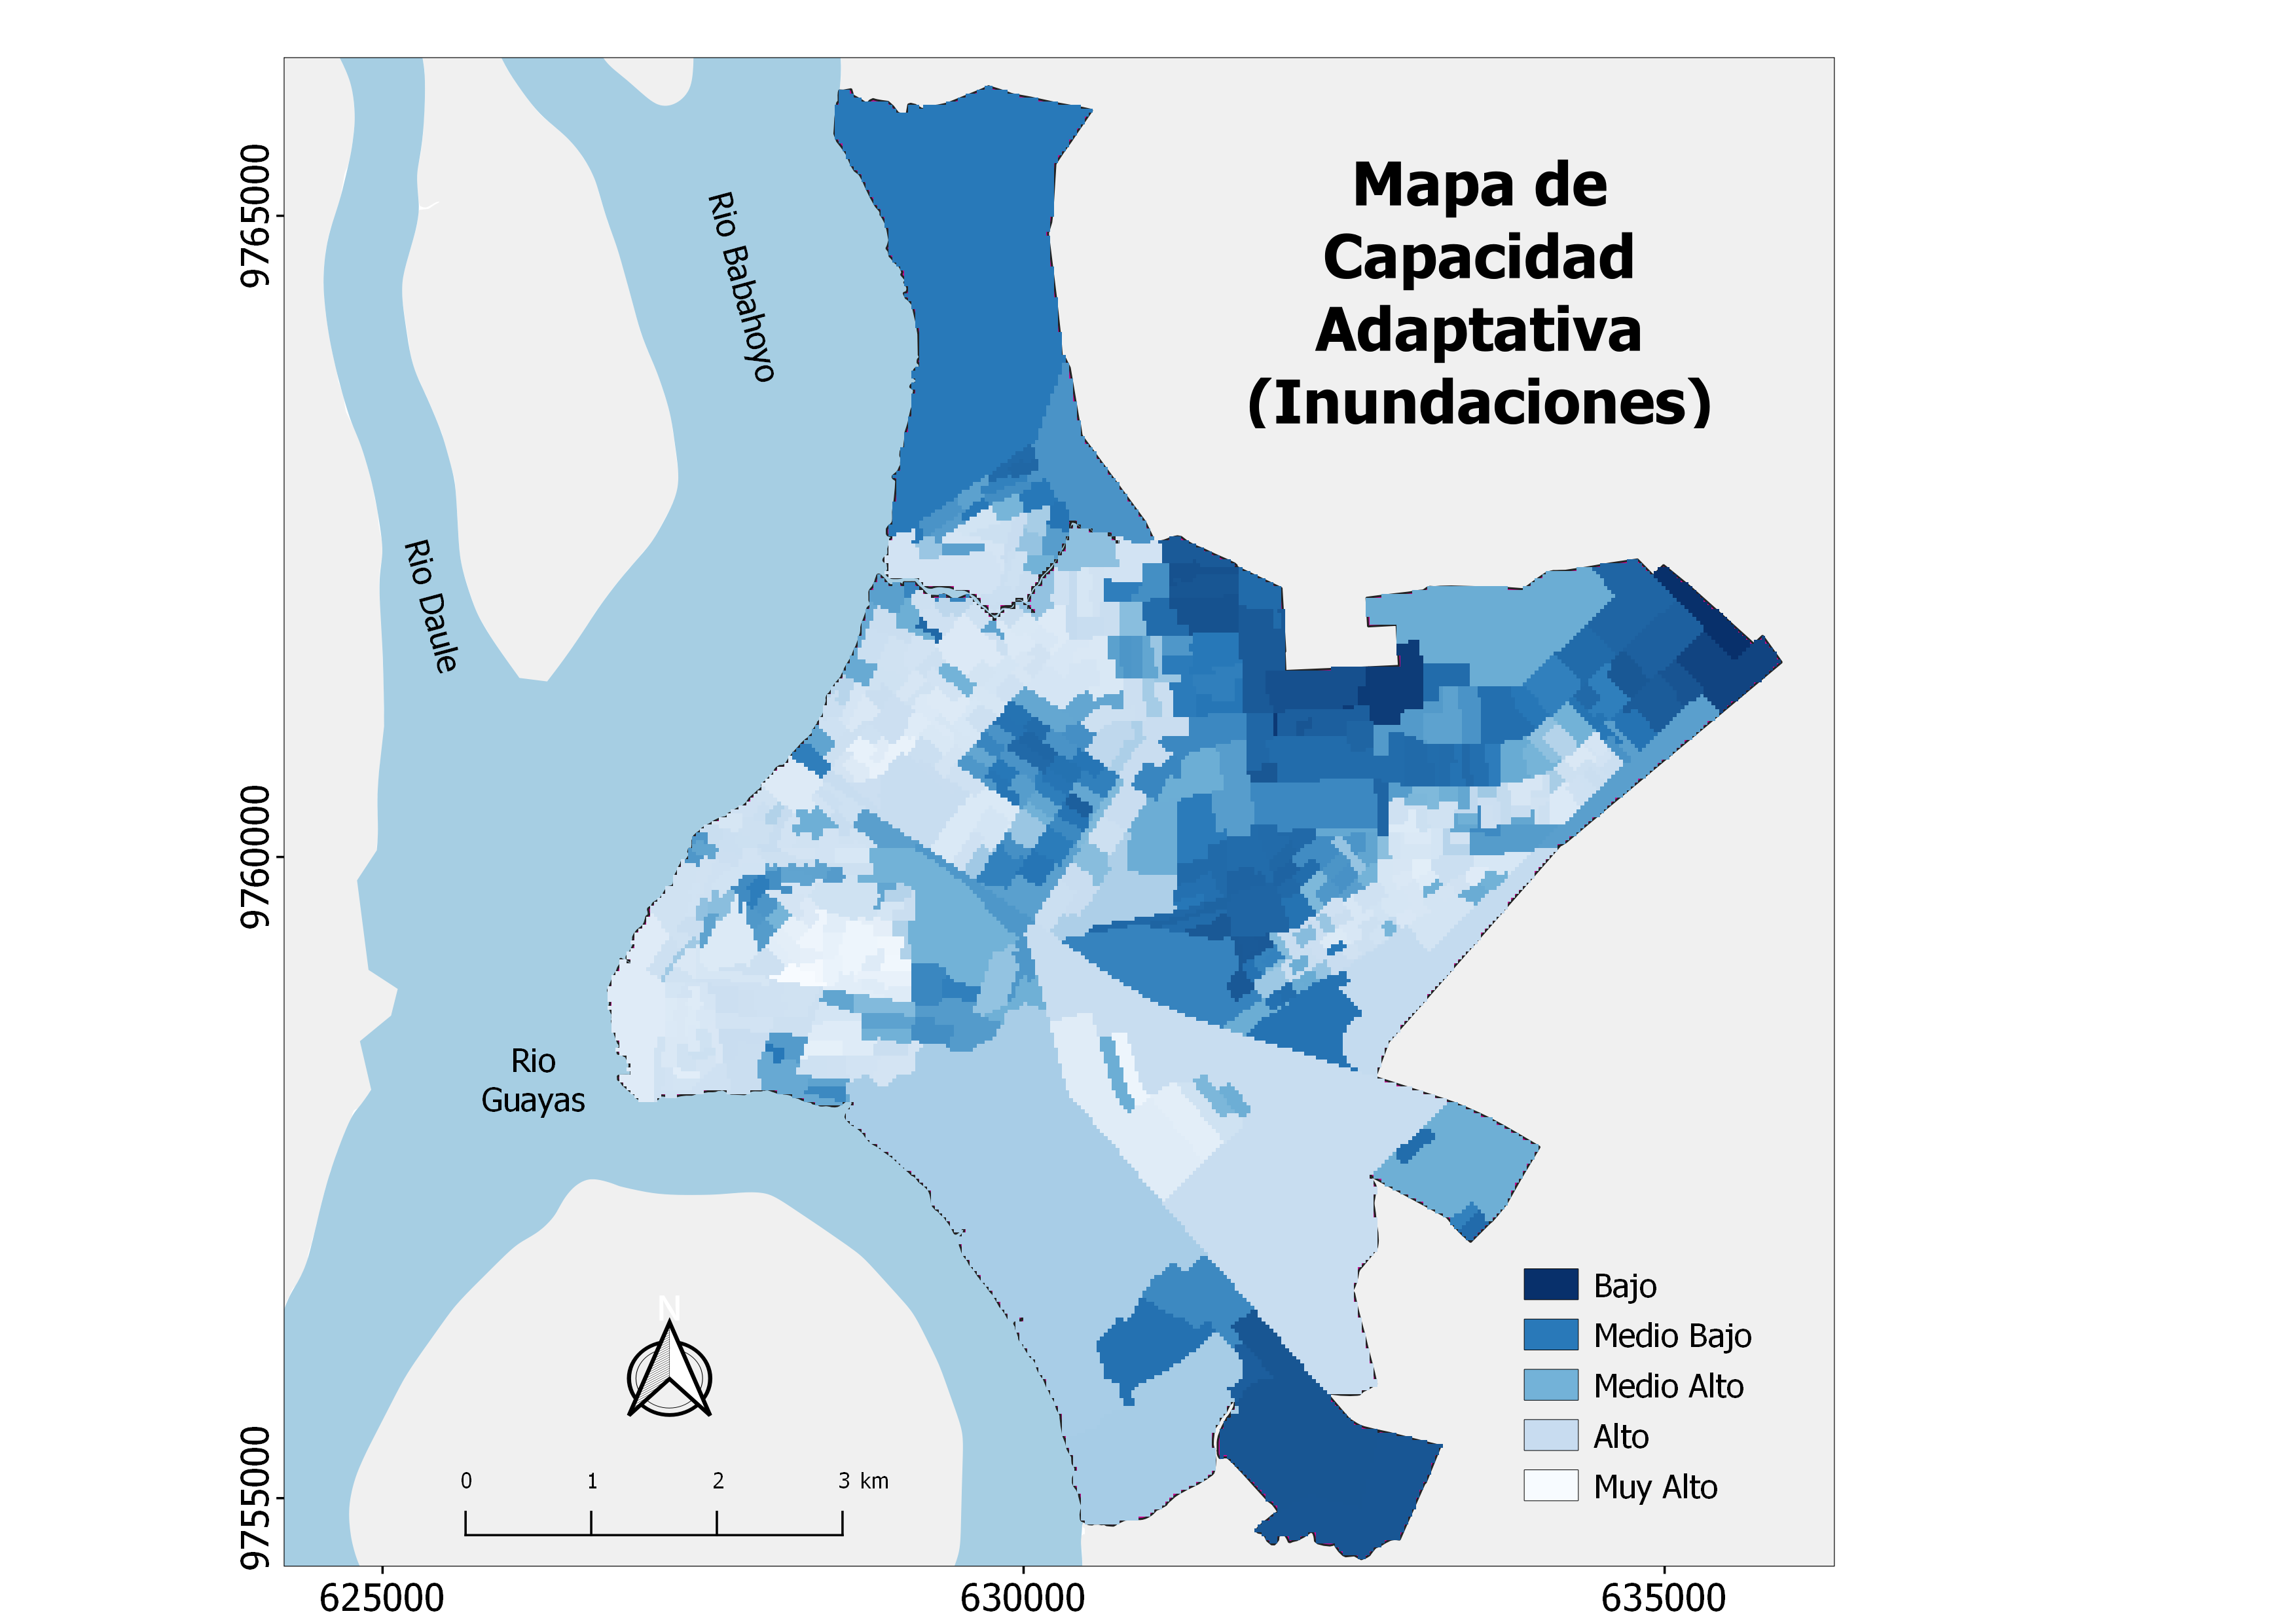 Mapa de
Capacidad
Adaptativa
(Inundaciones)
Rio Babahoyo
Rio Daule
Rio
Guayas
9765000
9760000
9755000
N
0 1 2 3 km
Bajo
Medio Bajo
Medio Alto
Alto
Muy Alto
625000 630000 635000